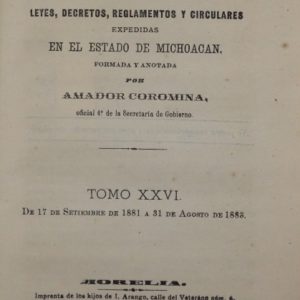 LEYES, DECRETOS, REGLAMENTOS Y CIRCULARES
EXPEDIDAS
EN EL ESTADO DE MICHOACAN.
FORMADA Y ANOTADA
POR
AMADOR COROMINA,
oficial 4º de la Secretaría de Gobierno.
TOMO XXVI.
DE 17 DE SETIEMBRE DE 1881 A 31 DE AGOSTO DE 1883.
MORELIA.
Imprenta de los hijos de I. Arango, calle del Veterano núm. 4.